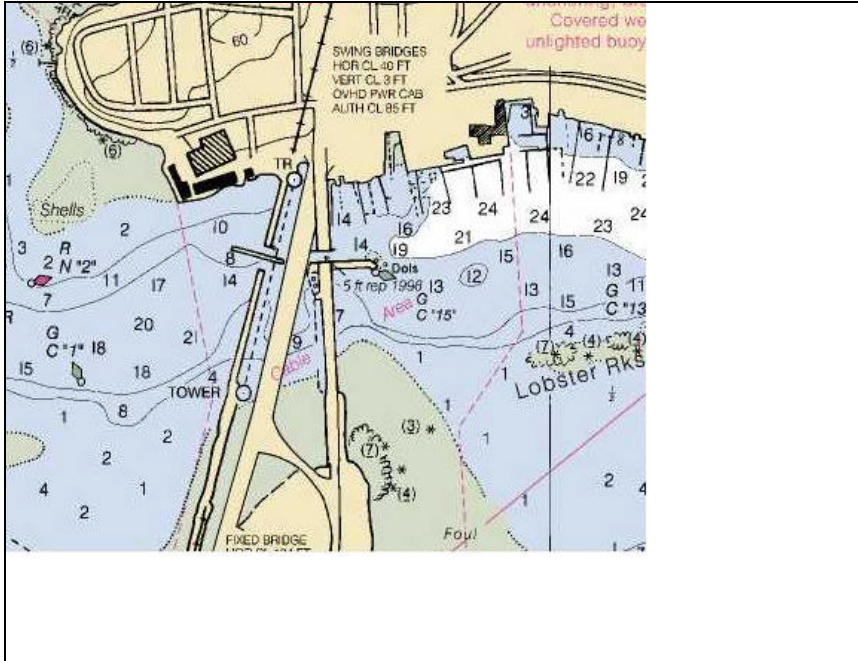 Covered we
unlighted buoy
(6)
60
SWING BRIDGES
HOR CL 40 FT
VERT CL 3 FT
OVHD PWR CAB
AUTH CL 85 FT
3
16
8
(6)
TR
22
19
2
Shells
2
10
14
16
23
24
24
23
24
21
3
R
2 N "2"
11
17
8
14
14
19
15
16
Dols
5 ft rep 1996
12
13
13
11
7
Area
G
C "15"
13
15
G
C "13
20
21
7
9
4
G
C "1"
18
15
18
4
Cable
1
1
(7)
(4)
(4)
Lobster Rks
TOWER
1
8
1
2
(3)
1
(7)
2
4
2
1
(4)
1
2
4
Foul
FIXED BRIDGE